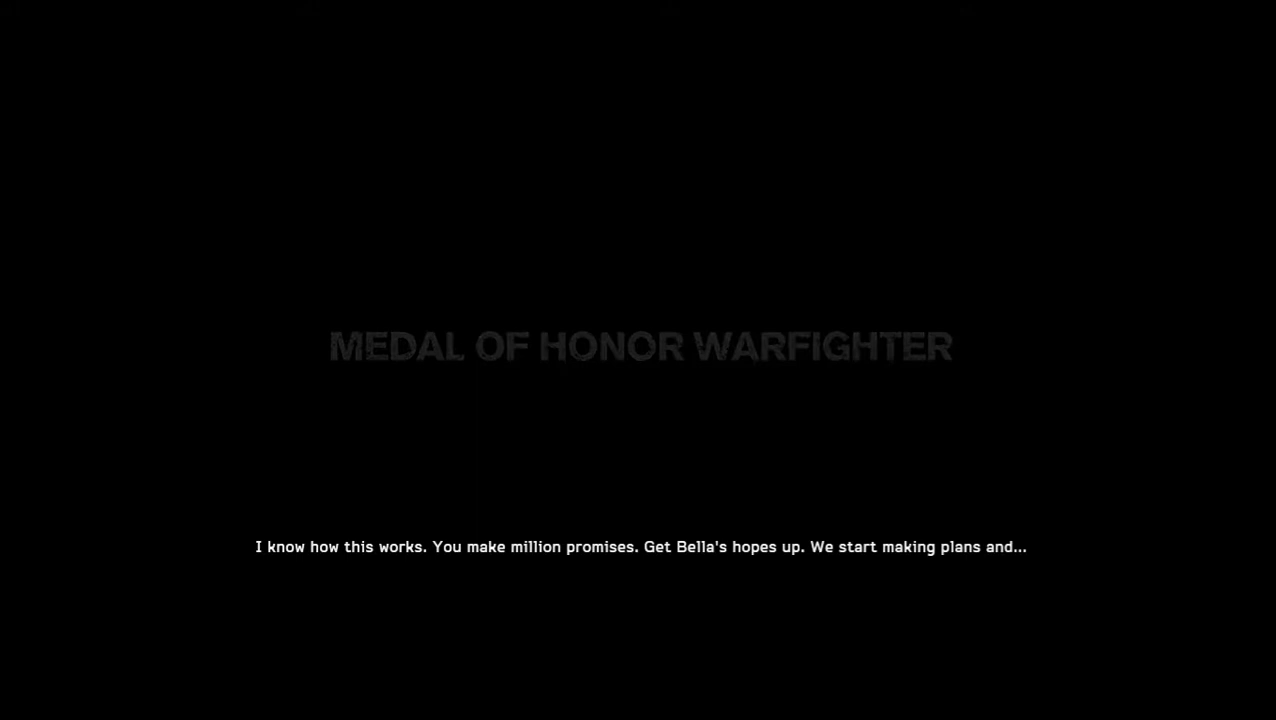 MEDAL OF HONOR WARFIGHTER
I know how this works. You make million promises. Get Bella's hopes up. We start making plans and...